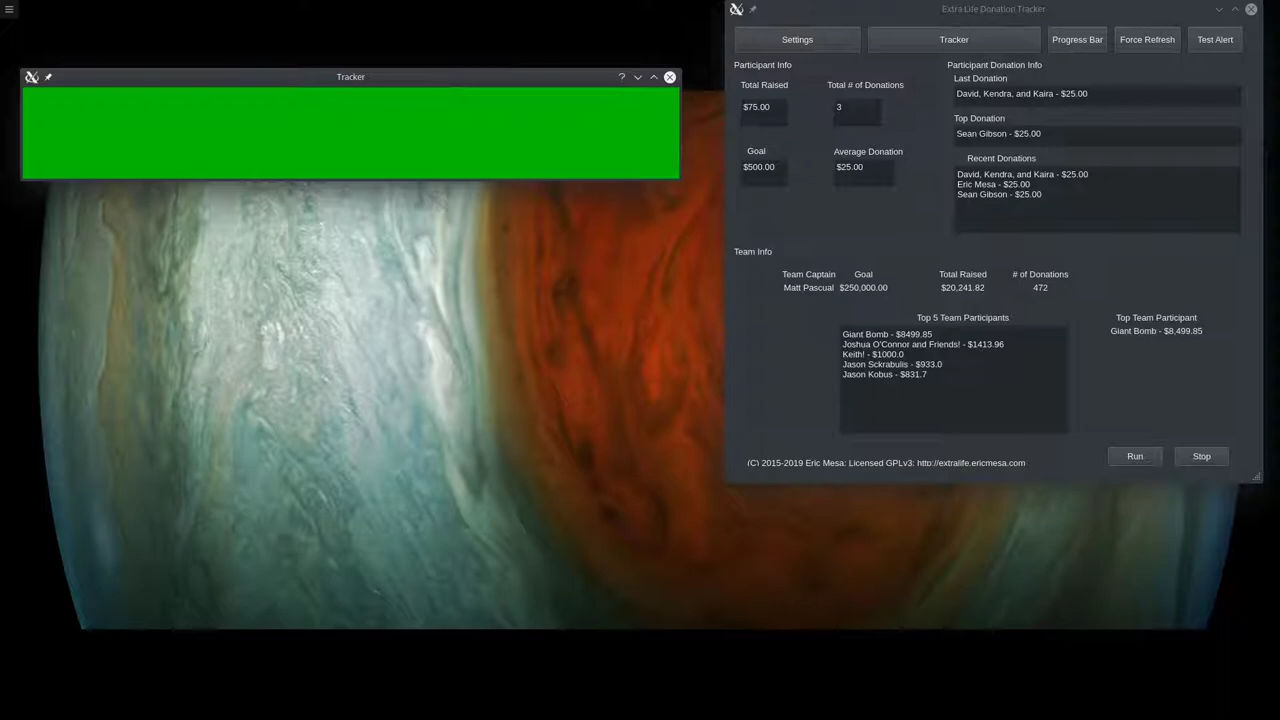 Extra Life Donation Tracker
Settings
Tracker
Progress Bar
Force Refresh
Test Alert
Tracker
?
Participant Info
Total Raised
Total # of Donations
$75.00
3
Goal
Average Donation
$500.00
$25.00
Participant Donation Info
Last Donation
David, Kendra, and Kaira - $25.00
Top Donation
Sean Gibson - $25.00
Recent Donations
David, Kendra, and Kaira - $25.00
Eric Mesa - $25.00
Sean Gibson - $25.00
Team Info
Team Captain
Goal
Total Raised
# of Donations
Matt Pascual
$250,000.00
$20,241.82
472
Top 5 Team Participants
Giant Bomb - $8499.85
Joshua O'Connor and Friends! - $1413.96
Keith! - $1000.0
Jason Sckrabulis - $933.0
Jason Kobus - $831.7
Top Team Participant
Giant Bomb - $8,499.85
Run
Stop
(C) 2015-2019 Eric Mesa: Licensed GPLv3: http://extralife.ericmesa.com